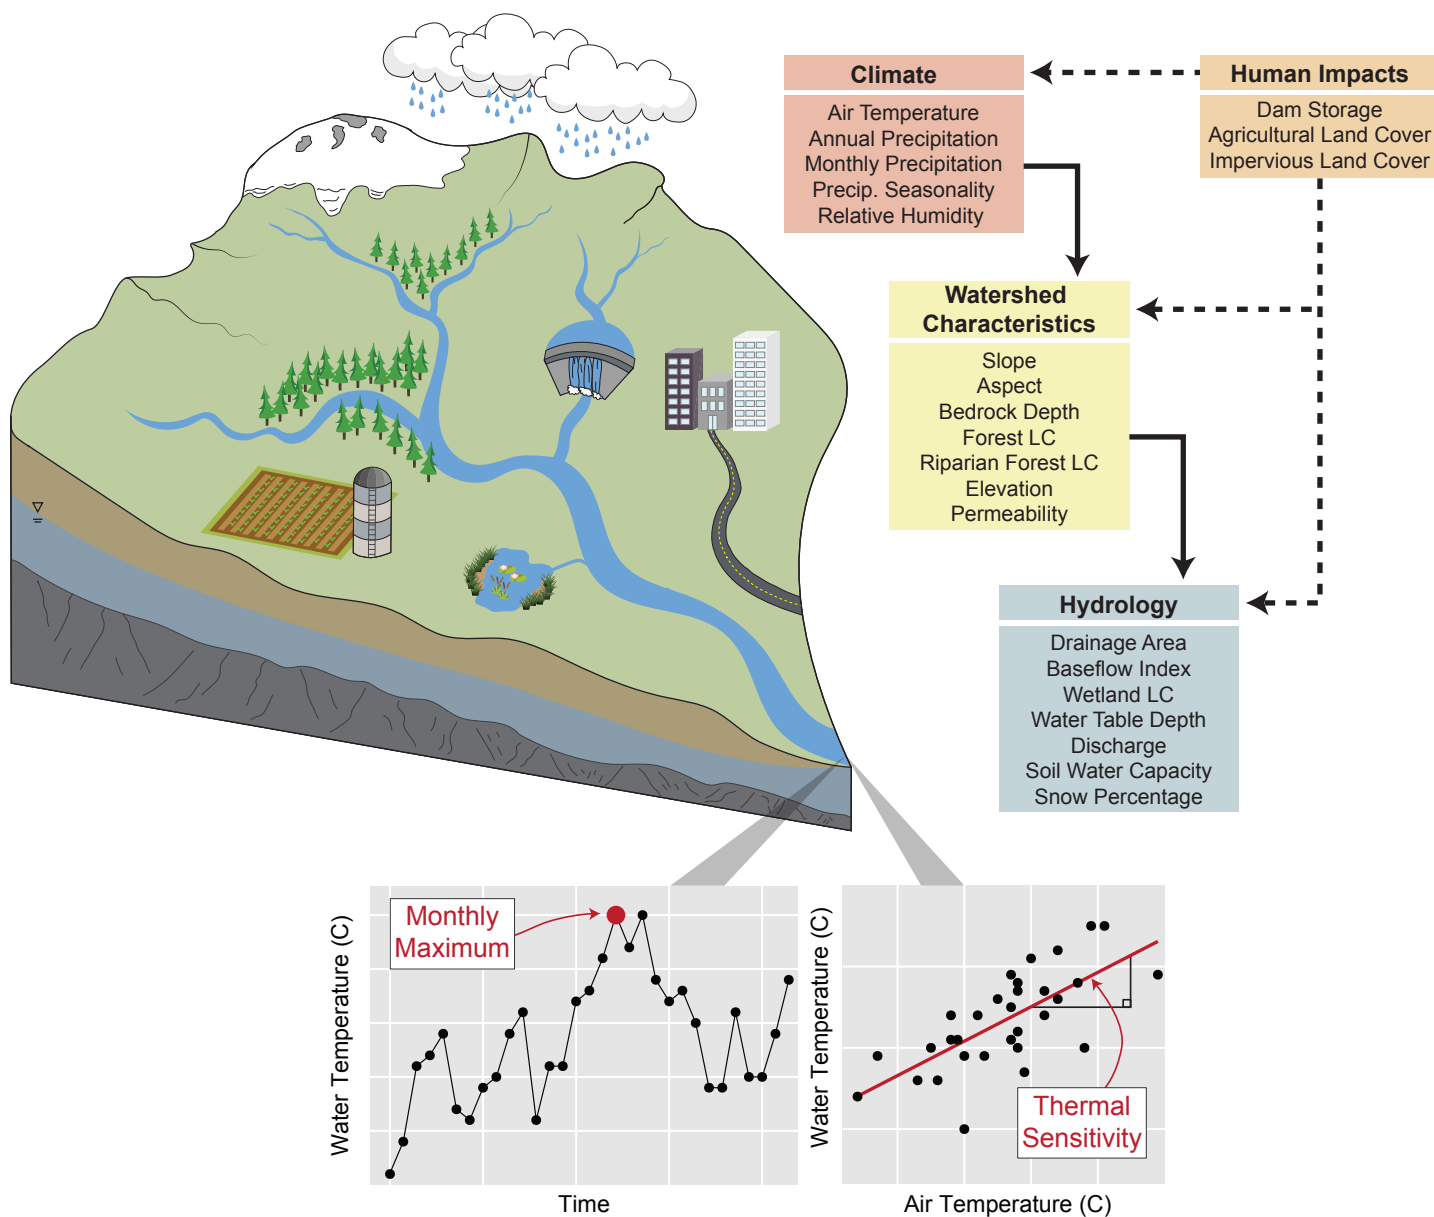 Climate
Air Temperature
Annual Precipitation
Monthly Precipitation
Precip. Seasonality
Relative Humidity
Human Impacts
Dam Storage
Agricultural Land Cover
Impervious Land Cover
Watershed
Characteristics
Slope
Aspect
Bedrock Depth
Forest LC
Riparian Forest LC
Elevation
Permeability
Hydrology
Drainage Area
Baseflow Index
Wetland LC
Water Table Depth
Discharge
Soil Water Capacity
Snow Percentage
Water Temperature (C)
Monthly
Maximum
Time
Water Temperature (C)
Thermal
Sensitivity
Air Temperature (C)